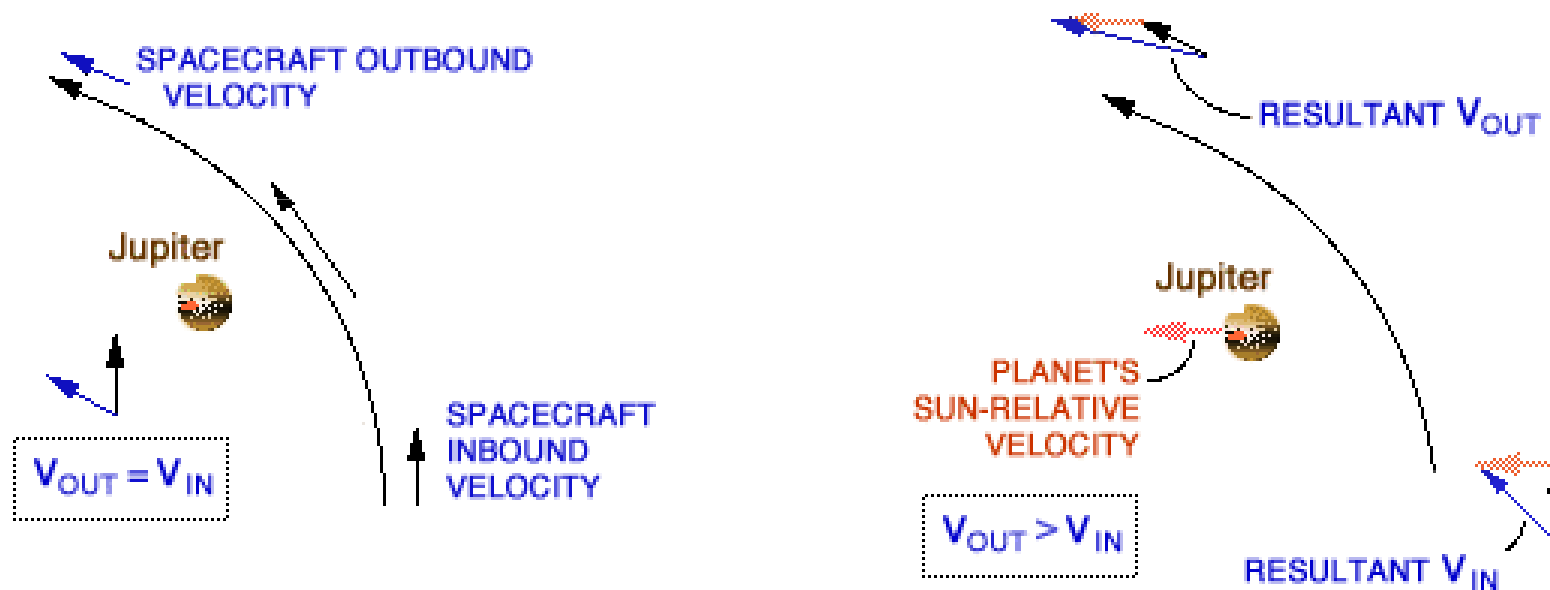 SPACECRAFT OUTBOUND
VELOCITY
Jupiter
SPACECRAFT
INBOUND
VELOCITY
VOUT = VIN
RESULTANT VOUT
Jupiter
PLANET'S
SUN-RELATIVE
VELOCITY
VOUT > VIN
RESULTANT VIN